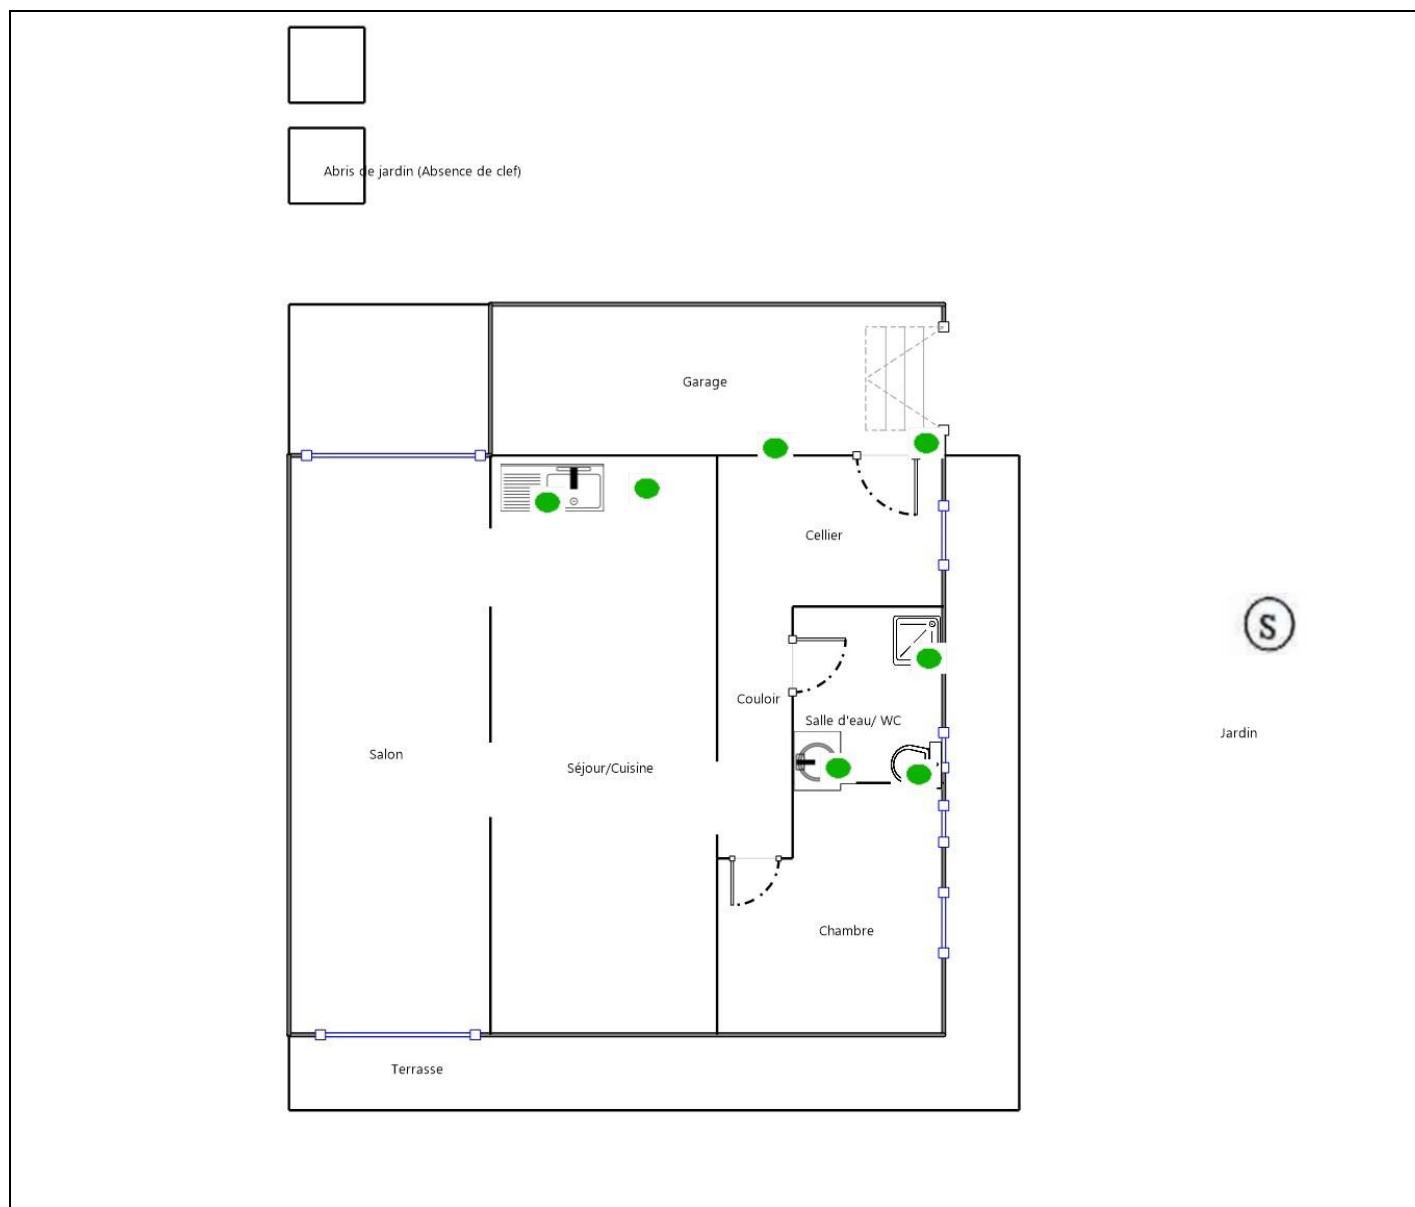 Abris de jardin (Absence de clef)
Garage
Cellier
S
Couloir
Salle d'eau/ WC
Jardin
Salon
Séjour/Cuisine
Chambre
Terrasse